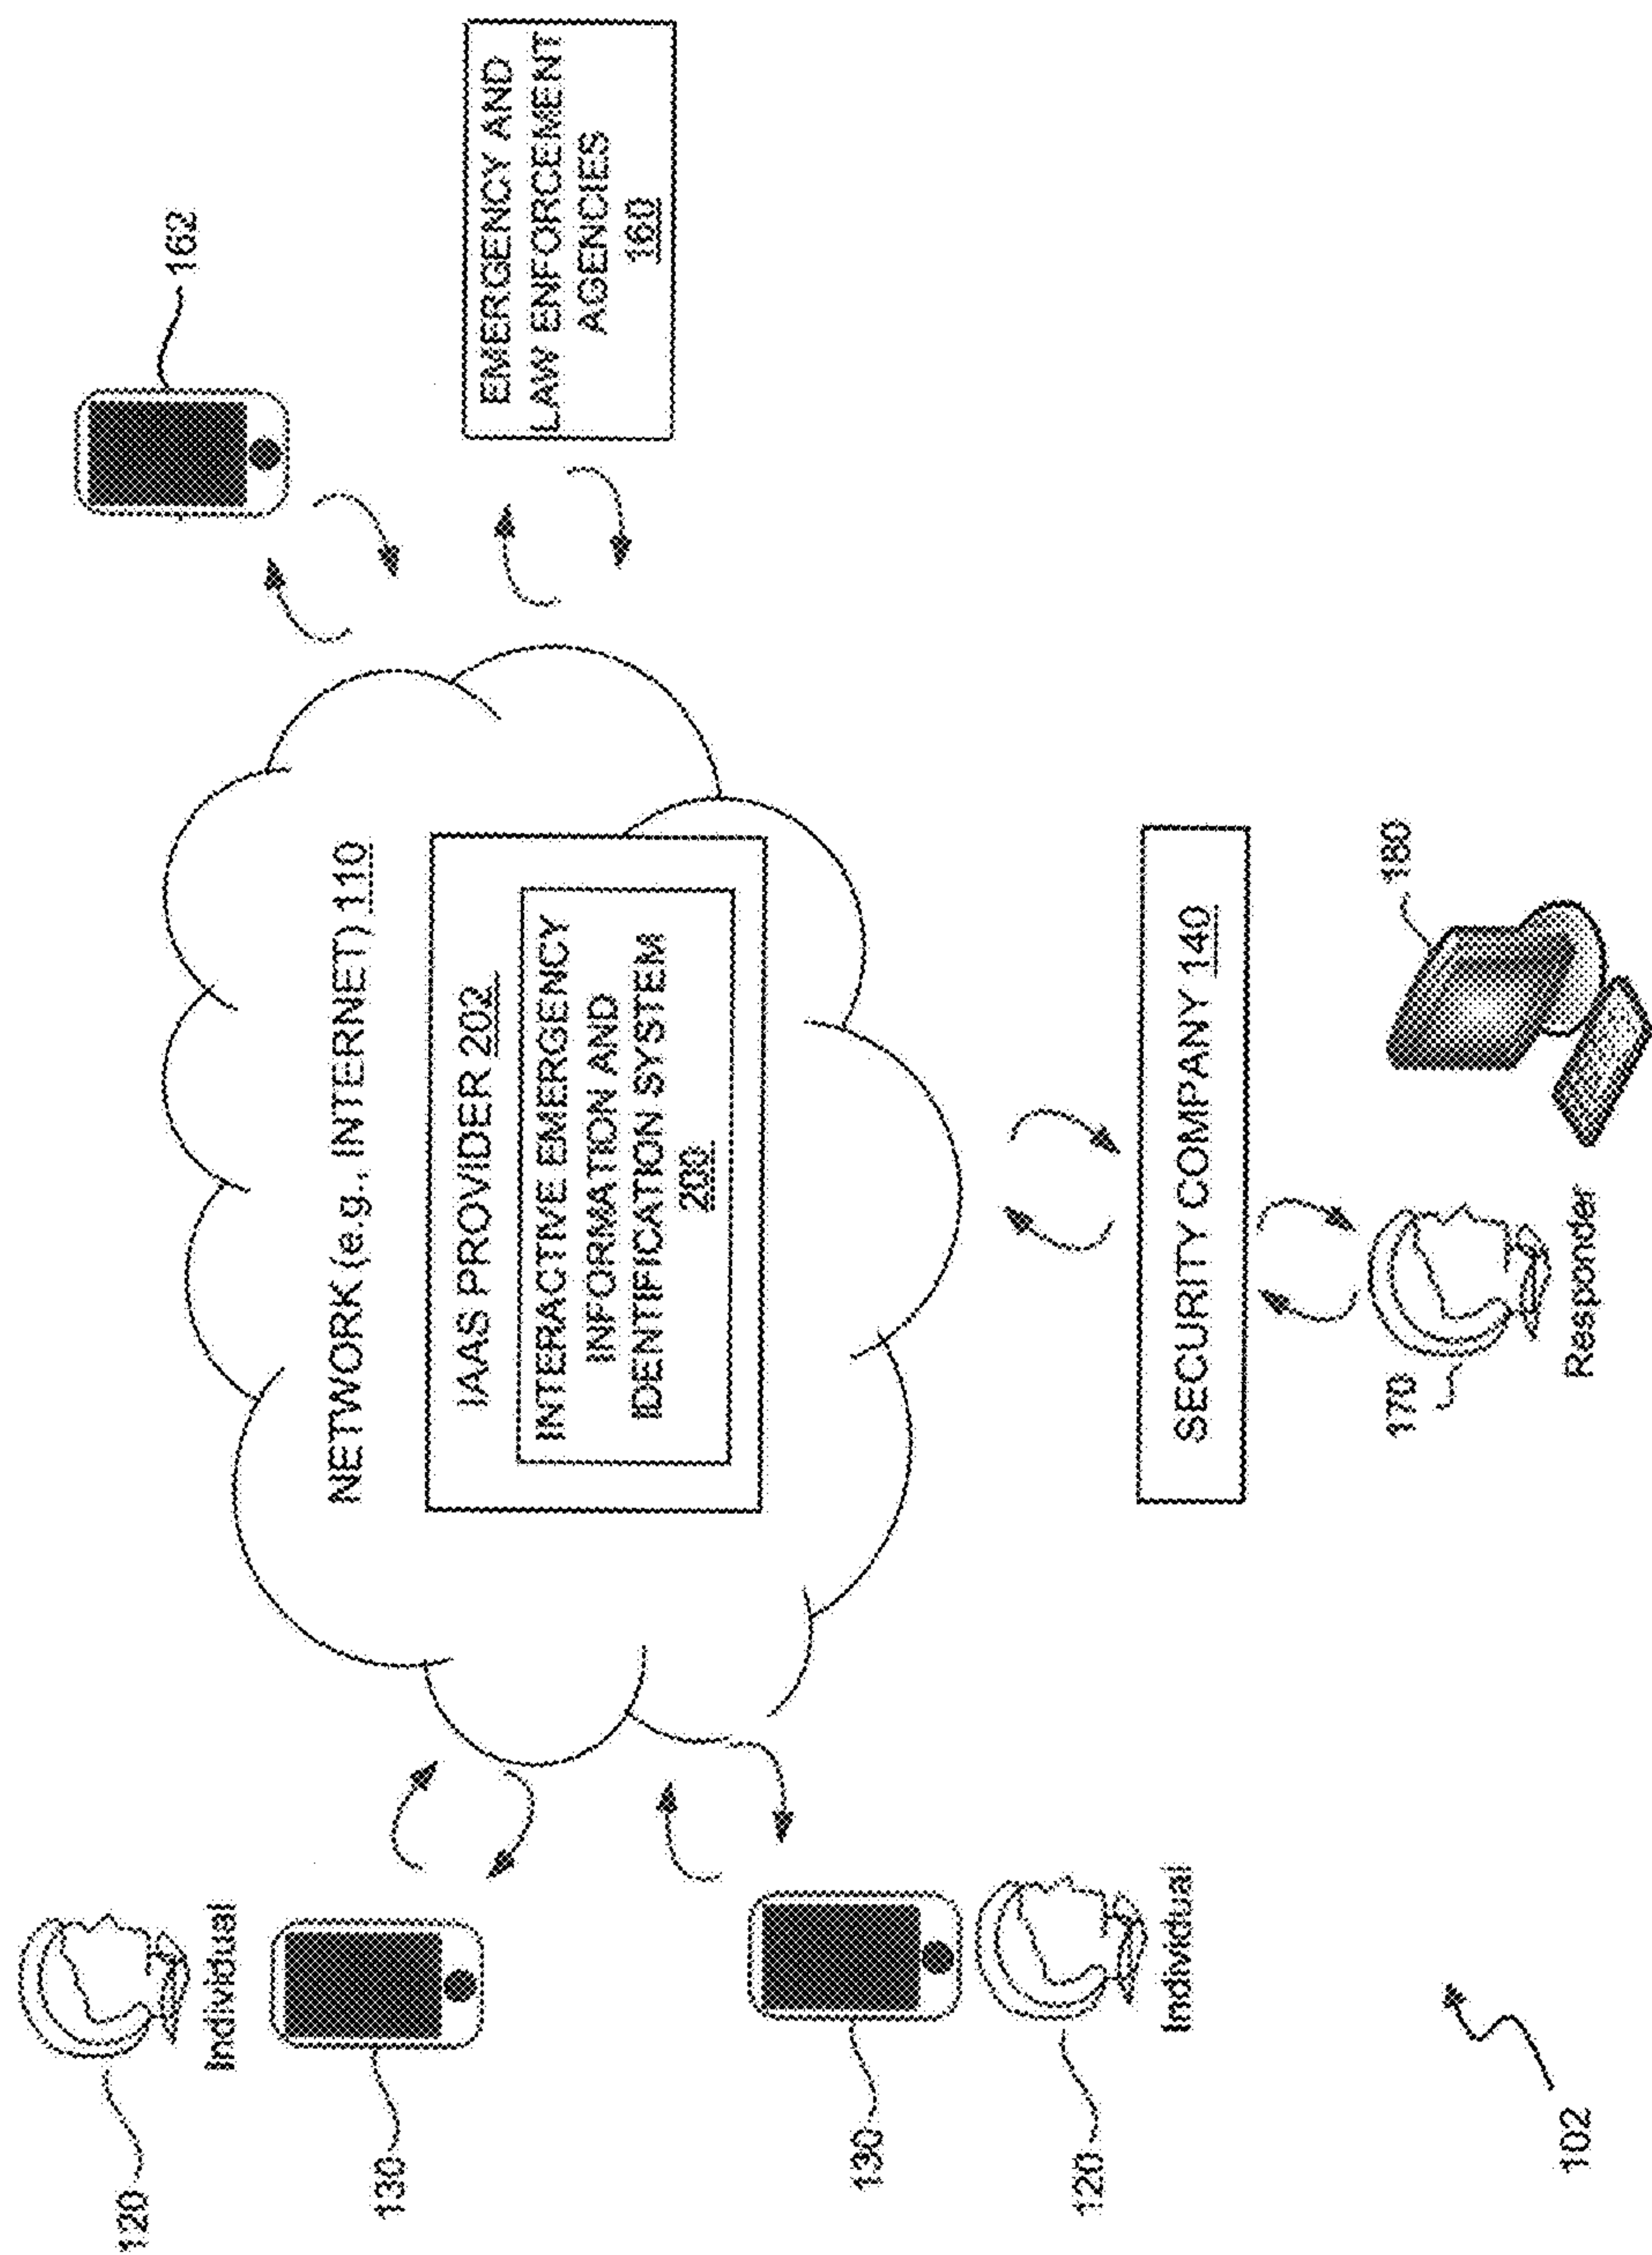 120
Individual
130
130
120
Individual
102
NETWORK (e.g., INTERNET) 110
IAAS PROVIDER 202
INTERACTIVE EMERGENCY
INFORMATION AND
IDENTIFICATION SYSTEM
200
162
EMERGENCY AND
LAW ENFORCEMENT
AGENCIES
160
SECURITY COMPANY 140
170
Responder
180